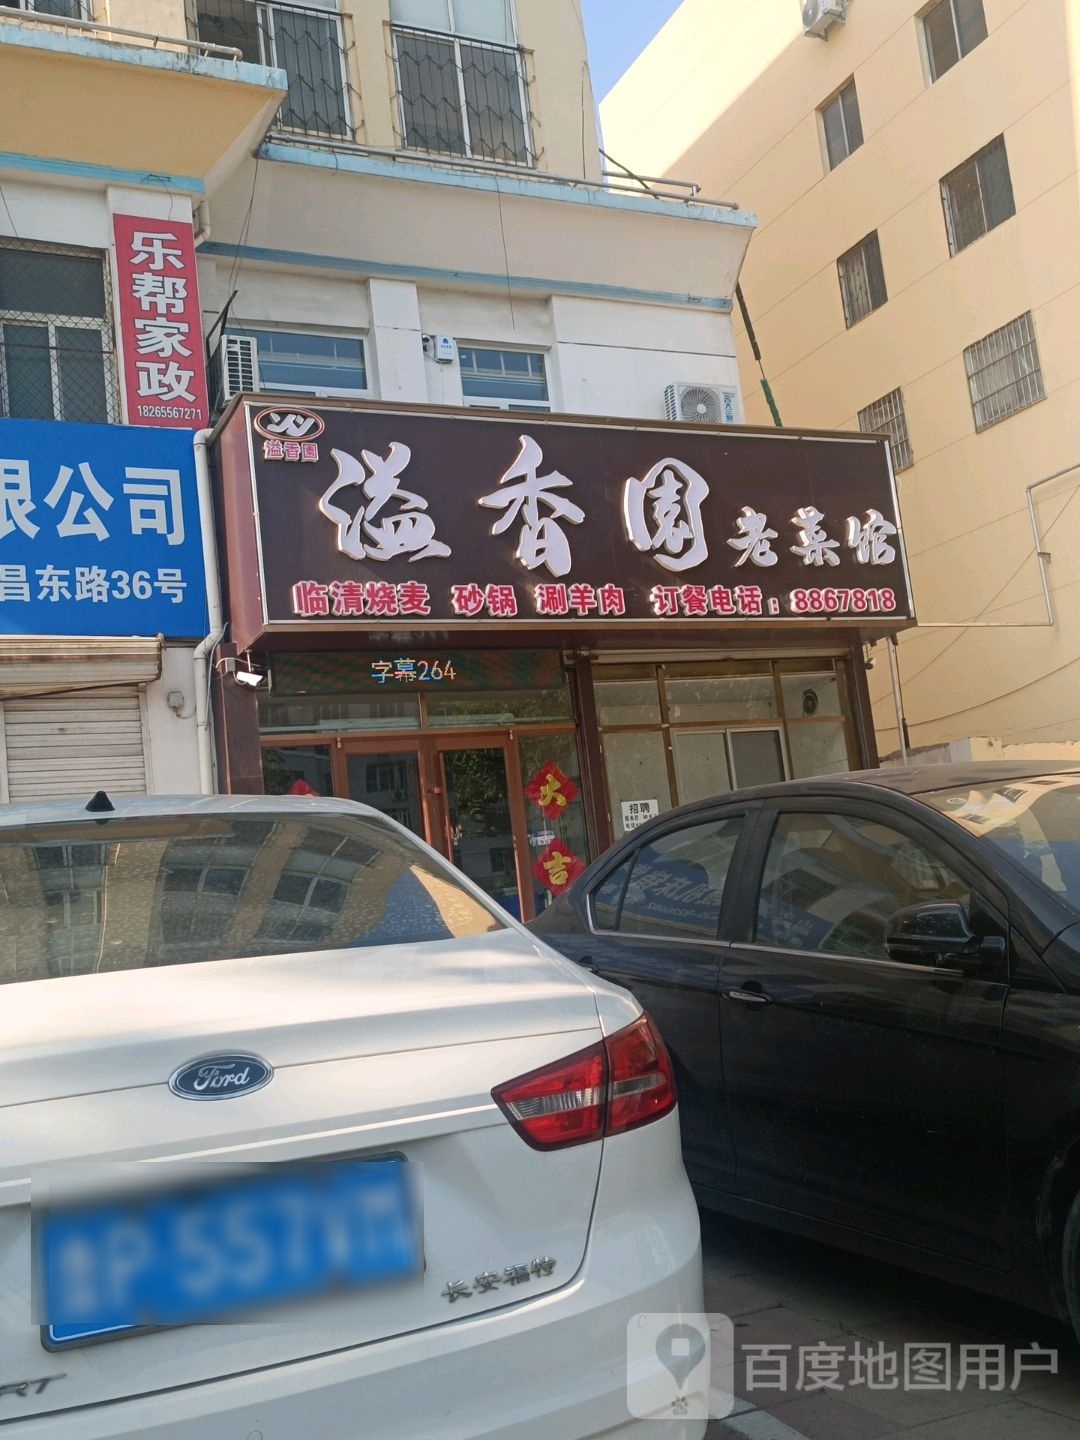 乐帮家政
18265567271
限公司
昌东路36号
溢香園
溢香園老菜馆
临清烧麦 砂锅 涮羊肉 订餐电话：8867818
字幕264
大
吉
招聘
Ford
长安福特
百度地图用户